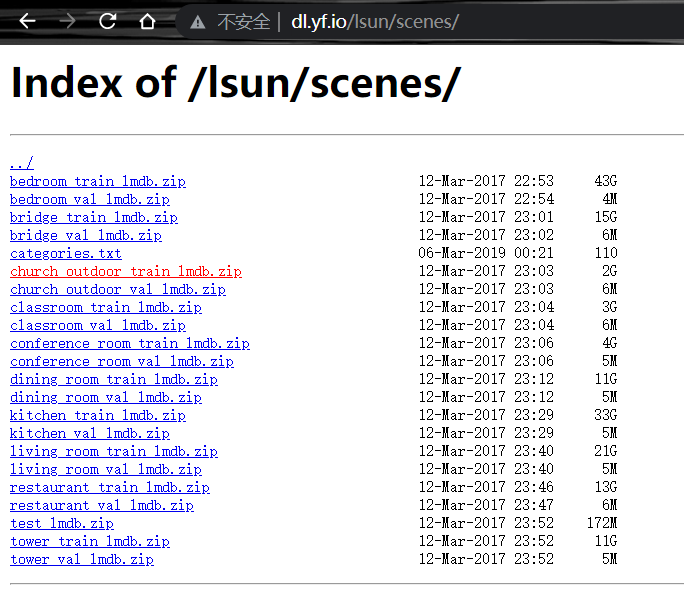 不安全 | dl.yf.io/lsun/scenes/
Index of /lsun/scenes/
../
bedroom_train_lmdb.zip 12-Mar-2017 22:53 43G
bedroom_val_lmdb.zip 12-Mar-2017 22:54 4M
bridge_train_lmdb.zip 12-Mar-2017 23:01 15G
bridge_val_lmdb.zip 12-Mar-2017 23:02 6M
categories.txt 06-Mar-2019 00:21 110
church_outdoor_train_lmdb.zip 12-Mar-2017 23:03 2G
church_outdoor_val_lmdb.zip 12-Mar-2017 23:03 6M
classroom_train_lmdb.zip 12-Mar-2017 23:04 3G
classroom_val_lmdb.zip 12-Mar-2017 23:04 6M
conference_room_train_lmdb.zip 12-Mar-2017 23:06 4G
conference_room_val_lmdb.zip 12-Mar-2017 23:06 5M
dining_room_train_lmdb.zip 12-Mar-2017 23:12 11G
dining_room_val_lmdb.zip 12-Mar-2017 23:12 5M
kitchen_train_lmdb.zip 12-Mar-2017 23:29 33G
kitchen_val_lmdb.zip 12-Mar-2017 23:29 5M
living_room_train_lmdb.zip 12-Mar-2017 23:40 21G
living_room_val_lmdb.zip 12-Mar-2017 23:40 5M
restaurant_train_lmdb.zip 12-Mar-2017 23:46 13G
restaurant_val_lmdb.zip 12-Mar-2017 23:47 6M
test_lmdb.zip 12-Mar-2017 23:52 172M
tower_train_lmdb.zip 12-Mar-2017 23:52 11G
tower_val_lmdb.zip 12-Mar-2017 23:52 5M